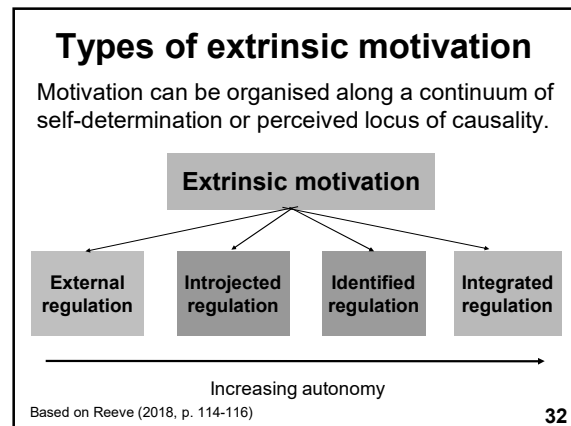 Types of extrinsic motivation
Motivation can be organised along a continuum of
self-determination or perceived locus of causality.
Extrinsic motivation
External
regulation
Introjected
regulation
Identified
regulation
Integrated
regulation
Increasing autonomy
Based on Reeve (2018, p. 114-116)
32